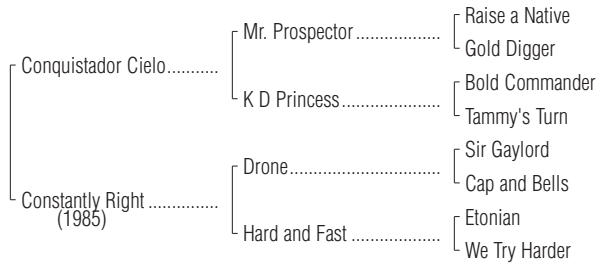 Raise a Native
Mr. Prospector ..................
Gold Digger
Conquistador Cielo...........
Bold Commander
K D Princess.....................
Tammy's Turn
Sir Gaylord
Drone................................
Cap and Bells
Constantly Right ...............
(1985)
Etonian
Hard and Fast ...................
We Try Harder